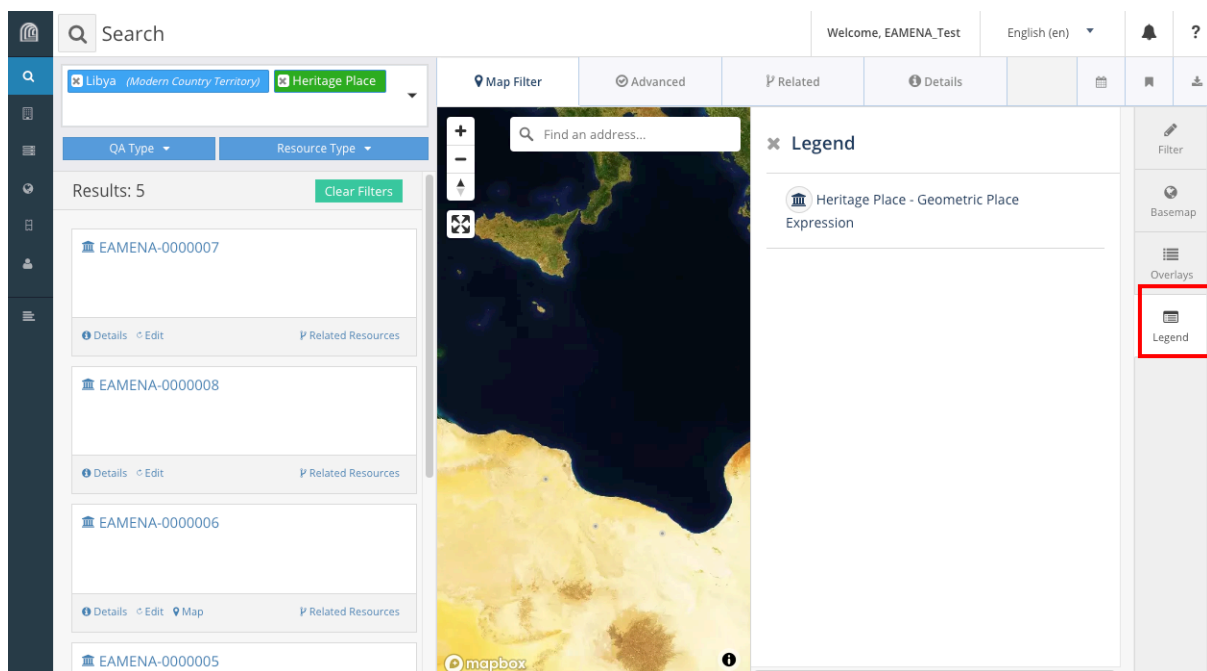 Search
Welcome, EAMENA_Test
English (en)
?
Libya (Modern Country Territory)
Heritage Place
QA Type
Resource Type
Results: 5
Clear Filters
EAMENA-0000007
Details Edit Related Resources
EAMENA-0000008
Details Edit Related Resources
EAMENA-0000006
Details Edit Map Related Resources
EAMENA-0000005
Map Filter
Advanced
Related
Details
Find an address...
mapbox
Legend
Heritage Place - Geometric Place
Expression
Filter
Basemap
Overlays
Legend